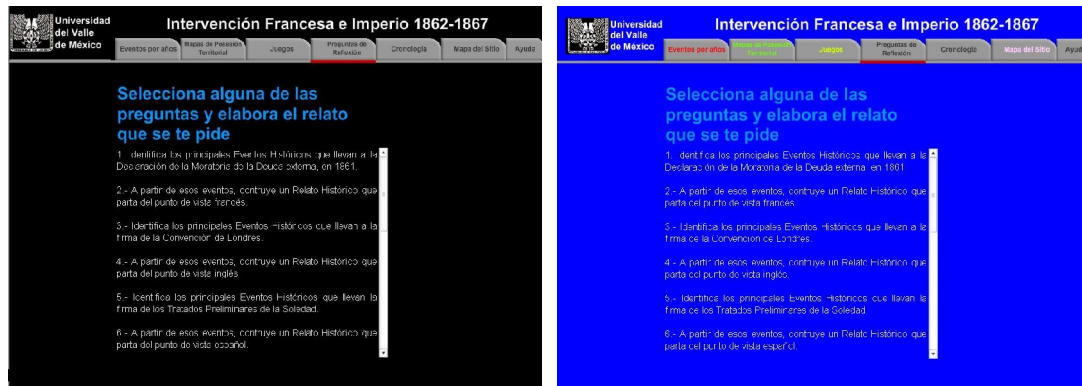 Universidad
del Valle
de México
Intervención Francesa e Imperio 1862-1867
Eventos por años
Mapas de Posesión
Territorial
Juegos
Preguntas de
Reflexión
Cronología
Mapa del Sitio
Ayuda
Selecciona alguna de las
preguntas y elabora el relato
que se te pide
1.- Identifica los principales Eventos Históricos que llevan a la
Declaración de la Moratoria de la Deuda externa, en 1861.
2.- A partir de esos eventos, contruye un Relato Histórico que
parta del punto de vista francés.
3.- Identifica los principales Eventos Históricos que llevan a la
firma de la Convención de Londres.
4.- A partir de esos eventos, contruye un Relato Histórico que
parta del punto de vista inglés.
5.- Identifica los principales Eventos Históricos que llevan la
firma de los Tratados Preliminares de la Soledad.
6.- A partir de esos eventos, contruye un Relato Histórico que
parta del punto de vista español.
Universidad
del Valle
de México
Intervención Francesa e Imperio 1862-1867
Eventos por años
Mapas de Posesión
Territorial
Juegos
Preguntas de
Reflexión
Cronología
Mapa del Sitio
Selecciona alguna de las
preguntas y elabora el relato
que se te pide
1.- Identifica los principales Eventos Históricos que llevan a la
Declaración de la Moratoria de la Deuda externa, en 1861.
2.- A partir de esos eventos, contruye un Relato Histórico que
parta del punto de vista francés.
3.- Identifica los principales Eventos Históricos que llevan a la
firma de la Convención de Londres.
4.- A partir de esos eventos, contruye un Relato Histórico que
parta del punto de vista inglés.
5.- Identifica los principales Eventos Históricos que llevan la
firma de los Tratados Preliminares de la Soledad.
6.- A partir de esos eventos, contruye un Relato Histórico que
parta del punto de vista español.